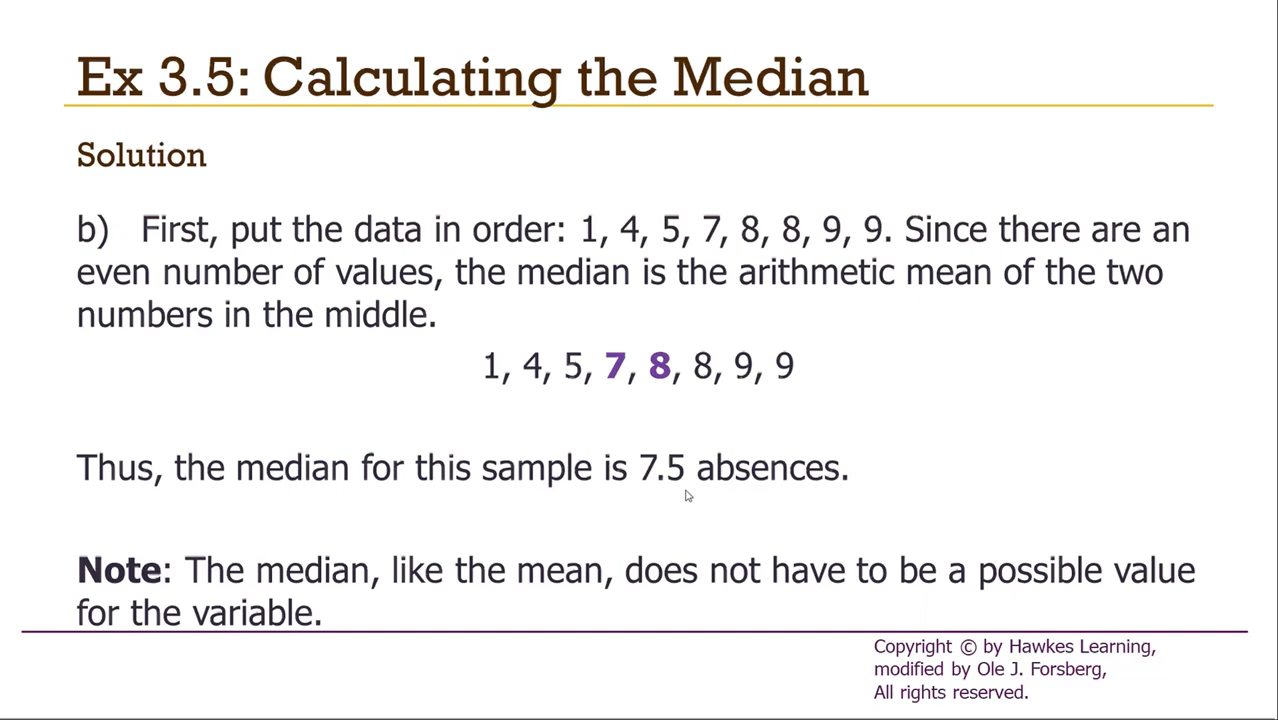 Ex 3.5: Calculating the Median
Solution
b) First, put the data in order: 1, 4, 5, 7, 8, 8, 9, 9. Since there are an
even number of values, the median is the arithmetic mean of the two
numbers in the middle.
1, 4, 5, 7, 8, 8, 9, 9
Thus, the median for this sample is 7.5 absences.
Note: The median, like the mean, does not have to be a possible value
for the variable.
Copyright © by Hawkes Learning,
modified by Ole J. Forsberg,
All rights reserved.